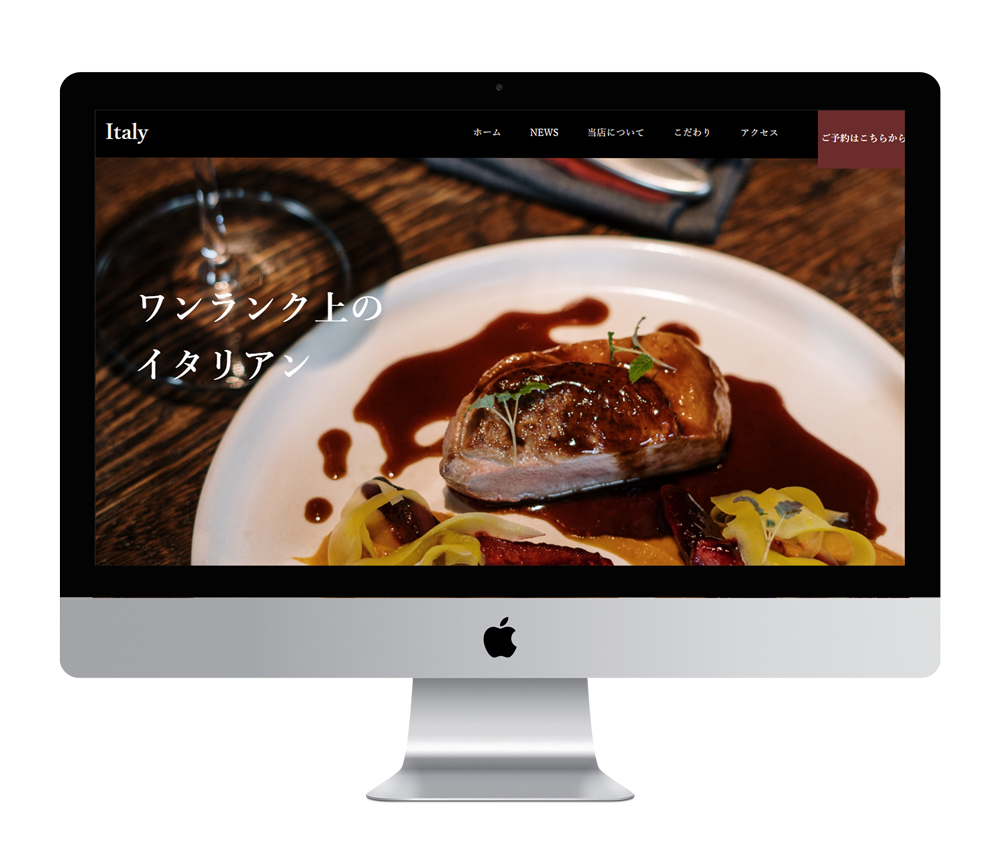 Italy
ホーム
NEWS
当店について
こだわり
アクセス
ご予約はこちらから
ワンランク上の
イタリアン